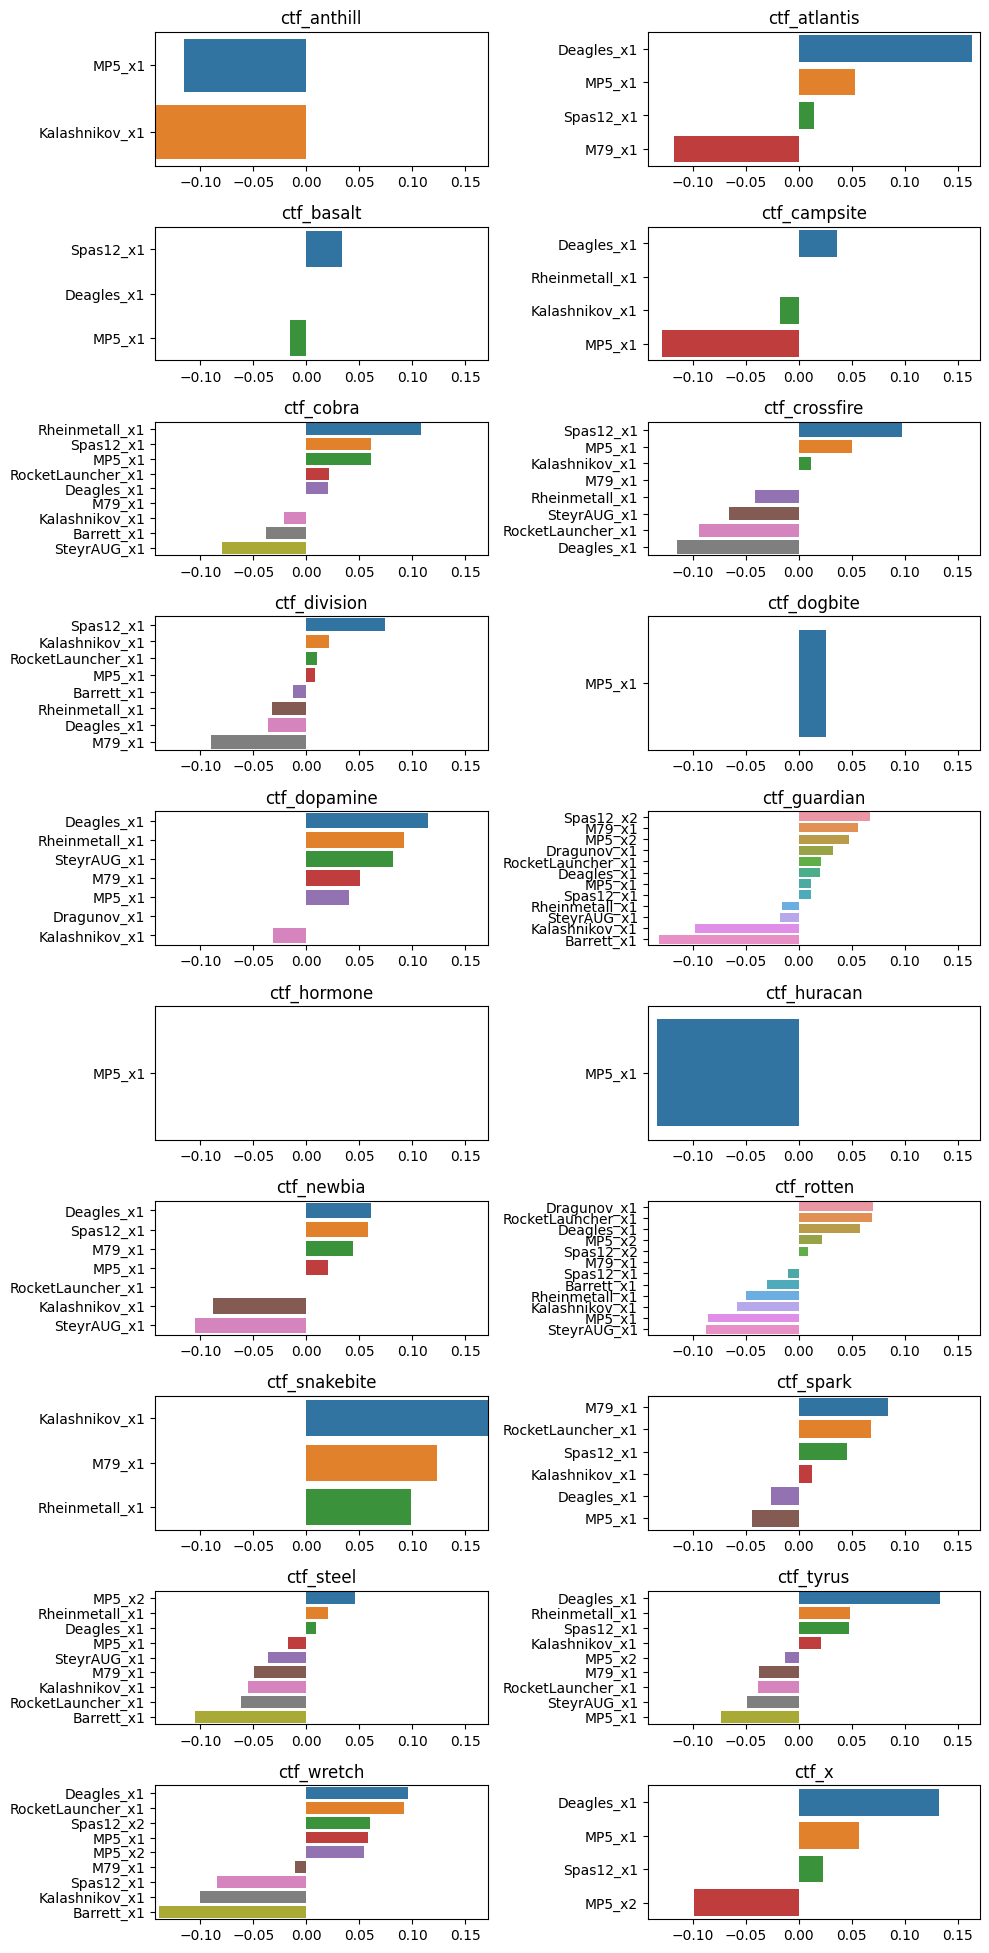 ctf_anthill
MP5_x1
Kalashnikov_x1
−0.10 −0.05 0.00 0.05 0.10 0.15
ctf_atlantis
Deagles_x1
MP5_x1
Spas12_x1
M79_x1
−0.10 −0.05 0.00 0.05 0.10 0.15
ctf_basalt
Spas12_x1
Deagles_x1
MP5_x1
−0.10 −0.05 0.00 0.05 0.10 0.15
ctf_campsite
Deagles_x1
Rheinmetall_x1
Kalashnikov_x1
MP5_x1
−0.10 −0.05 0.00 0.05 0.10 0.15
ctf_cobra
Rheinmetall_x1
Spas12_x1
MP5_x1
RocketLauncher_x1
Deagles_x1
M79_x1
Kalashnikov_x1
Barrett_x1
SteyrAUG_x1
−0.10 −0.05 0.00 0.05 0.10 0.15
ctf_crossfire
Spas12_x1
MP5_x1
Kalashnikov_x1
M79_x1
Rheinmetall_x1
SteyrAUG_x1
RocketLauncher_x1
Deagles_x1
−0.10 −0.05 0.00 0.05 0.10 0.15
ctf_division
Spas12_x1
Kalashnikov_x1
RocketLauncher_x1
MP5_x1
Barrett_x1
Rheinmetall_x1
Deagles_x1
M79_x1
−0.10 −0.05 0.00 0.05 0.10 0.15
ctf_dogbite
MP5_x1
−0.10 −0.05 0.00 0.05 0.10 0.15
ctf_dopamine
Deagles_x1
Rheinmetall_x1
SteyrAUG_x1
M79_x1
MP5_x1
Dragunov_x1
Kalashnikov_x1
−0.10 −0.05 0.00 0.05 0.10 0.15
ctf_guardian
Spas12_x2
M79_x1
MP5_x2
Dragunov_x1
RocketLauncher_x1
Deagles_x1
MP5_x1
Spas12_x1
Rheinmetall_x1
SteyrAUG_x1
Kalashnikov_x1
Barrett_x1
−0.10 −0.05 0.00 0.05 0.10 0.15
ctf_hormone
MP5_x1
−0.10 −0.05 0.00 0.05 0.10 0.15
ctf_huracan
MP5_x1
−0.10 −0.05 0.00 0.05 0.10 0.15
ctf_newbia
Deagles_x1
Spas12_x1
M79_x1
MP5_x1
RocketLauncher_x1
Kalashnikov_x1
SteyrAUG_x1
−0.10 −0.05 0.00 0.05 0.10 0.15
ctf_rotten
Dragunov_x1
RocketLauncher_x1
Deagles_x1
MP5_x2
Spas12_x2
M79_x1
Spas12_x1
Barrett_x1
Rheinmetall_x1
Kalashnikov_x1
MP5_x1
SteyrAUG_x1
−0.10 −0.05 0.00 0.05 0.10 0.15
ctf_snakebite
Kalashnikov_x1
M79_x1
Rheinmetall_x1
−0.10 −0.05 0.00 0.05 0.10 0.15
ctf_spark
M79_x1
RocketLauncher_x1
Spas12_x1
Kalashnikov_x1
Deagles_x1
MP5_x1
−0.10 −0.05 0.00 0.05 0.10 0.15
ctf_steel
MP5_x2
Rheinmetall_x1
Deagles_x1
MP5_x1
SteyrAUG_x1
M79_x1
Kalashnikov_x1
RocketLauncher_x1
Barrett_x1
−0.10 −0.05 0.00 0.05 0.10 0.15
ctf_tyrus
Deagles_x1
Rheinmetall_x1
Spas12_x1
Kalashnikov_x1
MP5_x2
M79_x1
RocketLauncher_x1
SteyrAUG_x1
MP5_x1
−0.10 −0.05 0.00 0.05 0.10 0.15
ctf_wretch
Deagles_x1
RocketLauncher_x1
Spas12_x2
MP5_x1
MP5_x2
M79_x1
Spas12_x1
Kalashnikov_x1
Barrett_x1
−0.10 −0.05 0.00 0.05 0.10 0.15
ctf_x
Deagles_x1
MP5_x1
Spas12_x1
MP5_x2
−0.10 −0.05 0.00 0.05 0.10 0.15